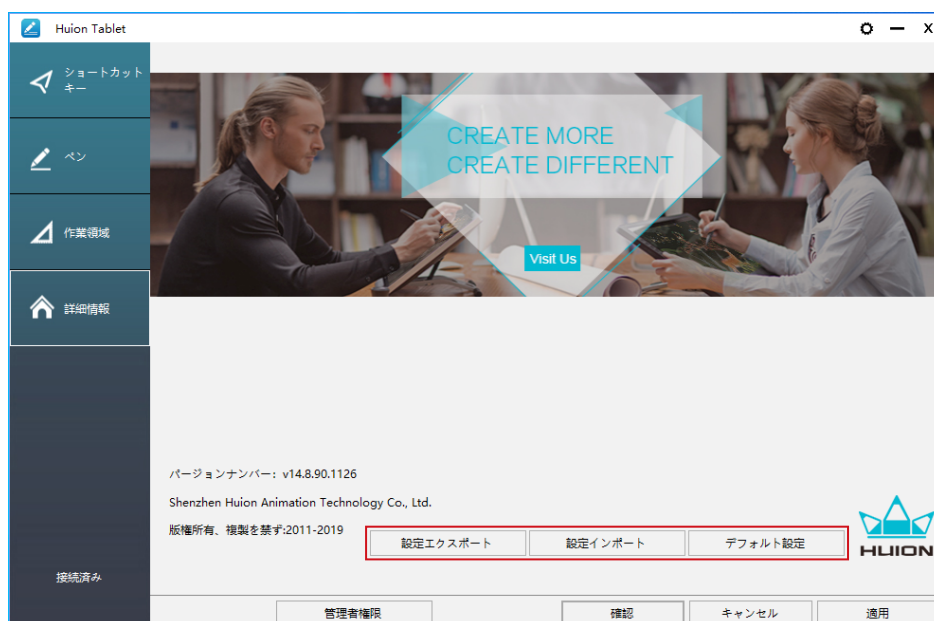 Huion Tablet
X
ショートカット
キー
ペン
作業領域
詳細情報
接続済み
CREATE MORE
CREATE DIFFERENT
Visit Us
バージョンナンバー: v14.8.90.1126
Shenzhen Huion Animation Technology Co., Ltd.
版権所有、複製を禁ず:2011-2019
設定エクスポート 設定インポート デフォルト設定
HUION
管理者権限 確認 キャンセル 適用